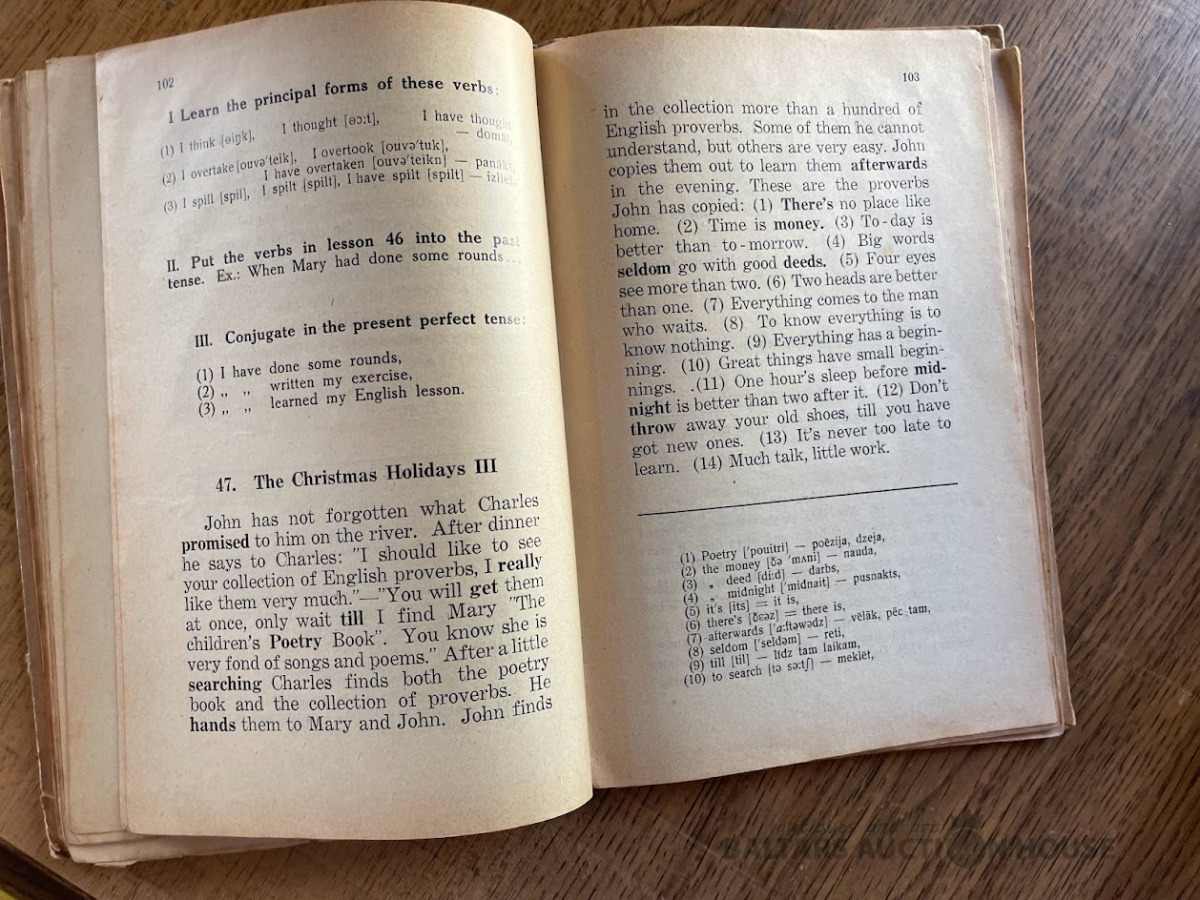 102
I Learn the principal forms of these verbs:
(1) I think [θiŋk], I thought [θɔ:t], I have
—
(2) I overtake [ouvə'teik], I overtook [ouvə'tuk],
I have overtaken [ouvə'teikn] —
(3) I spill [spil], I spilt [spilt], I have spilt [spilt] —
II. Put the verbs in lesson 46 into the past
tense. Ex.: When Mary had done some rounds...
III. Conjugate in the present perfect tense:
(1) I have done some rounds,
(2) „ „ written my exercise,
(3) „ „ learned my English lesson.
47. The Christmas Holidays III
John has not forgotten what Charles
promised to him on the river. After dinner
he says to Charles: "I should like to see
your collection of English proverbs, I really
like them very much."—"You will get them
at once, only wait till I find Mary "The
children's Poetry Book". You know she is
very fond of songs and poems." After a little
searching Charles finds both the poetry
book and the collection of proverbs. He
hands them to Mary and John. John finds
103
in the collection more than a hundred of
English proverbs. Some of them he cannot
understand, but others are very easy. John
copies them out to learn them afterwards
in the evening. These are the proverbs
John has copied: (1) There's no place like
home. (2) Time is money. (3) To-day is
better than to-morrow. (4) Big words
seldom go with good deeds. (5) Four eyes
see more than two. (6) Two heads are better
than one. (7) Everything comes to the man
who waits. (8) To know everything is to
know nothing. (9) Everything has a begin-
ning. (10) Great things have small begin-
nings. (11) One hour's sleep before mid-
night is better than two after it. (12) Don't
throw away your old shoes, till you have
got new ones. (13) It's never too late to
learn. (14) Much talk, little work.
(1) Poetry ['pouitri] — poēzija, dzeja,
(2) the money [ðə 'mʌni] — nauda,
(3) „ deed [di:d] — darbs,
(4) „ midnight ['midnait] — pusnakts,
(5) it's [its] = it is,
(6) there's [ðɛəz] = there is,
(7) afterwards ['ɑ:ftəwədz] — vēlāk, pēc tam,
(8) seldom ['seldəm] — reti,
(9) till [til] — līdz tam laikam,
(10) to search [tə sə:tʃ] — meklēt,
antiques and art
BALTARS AUCTION HOUSE